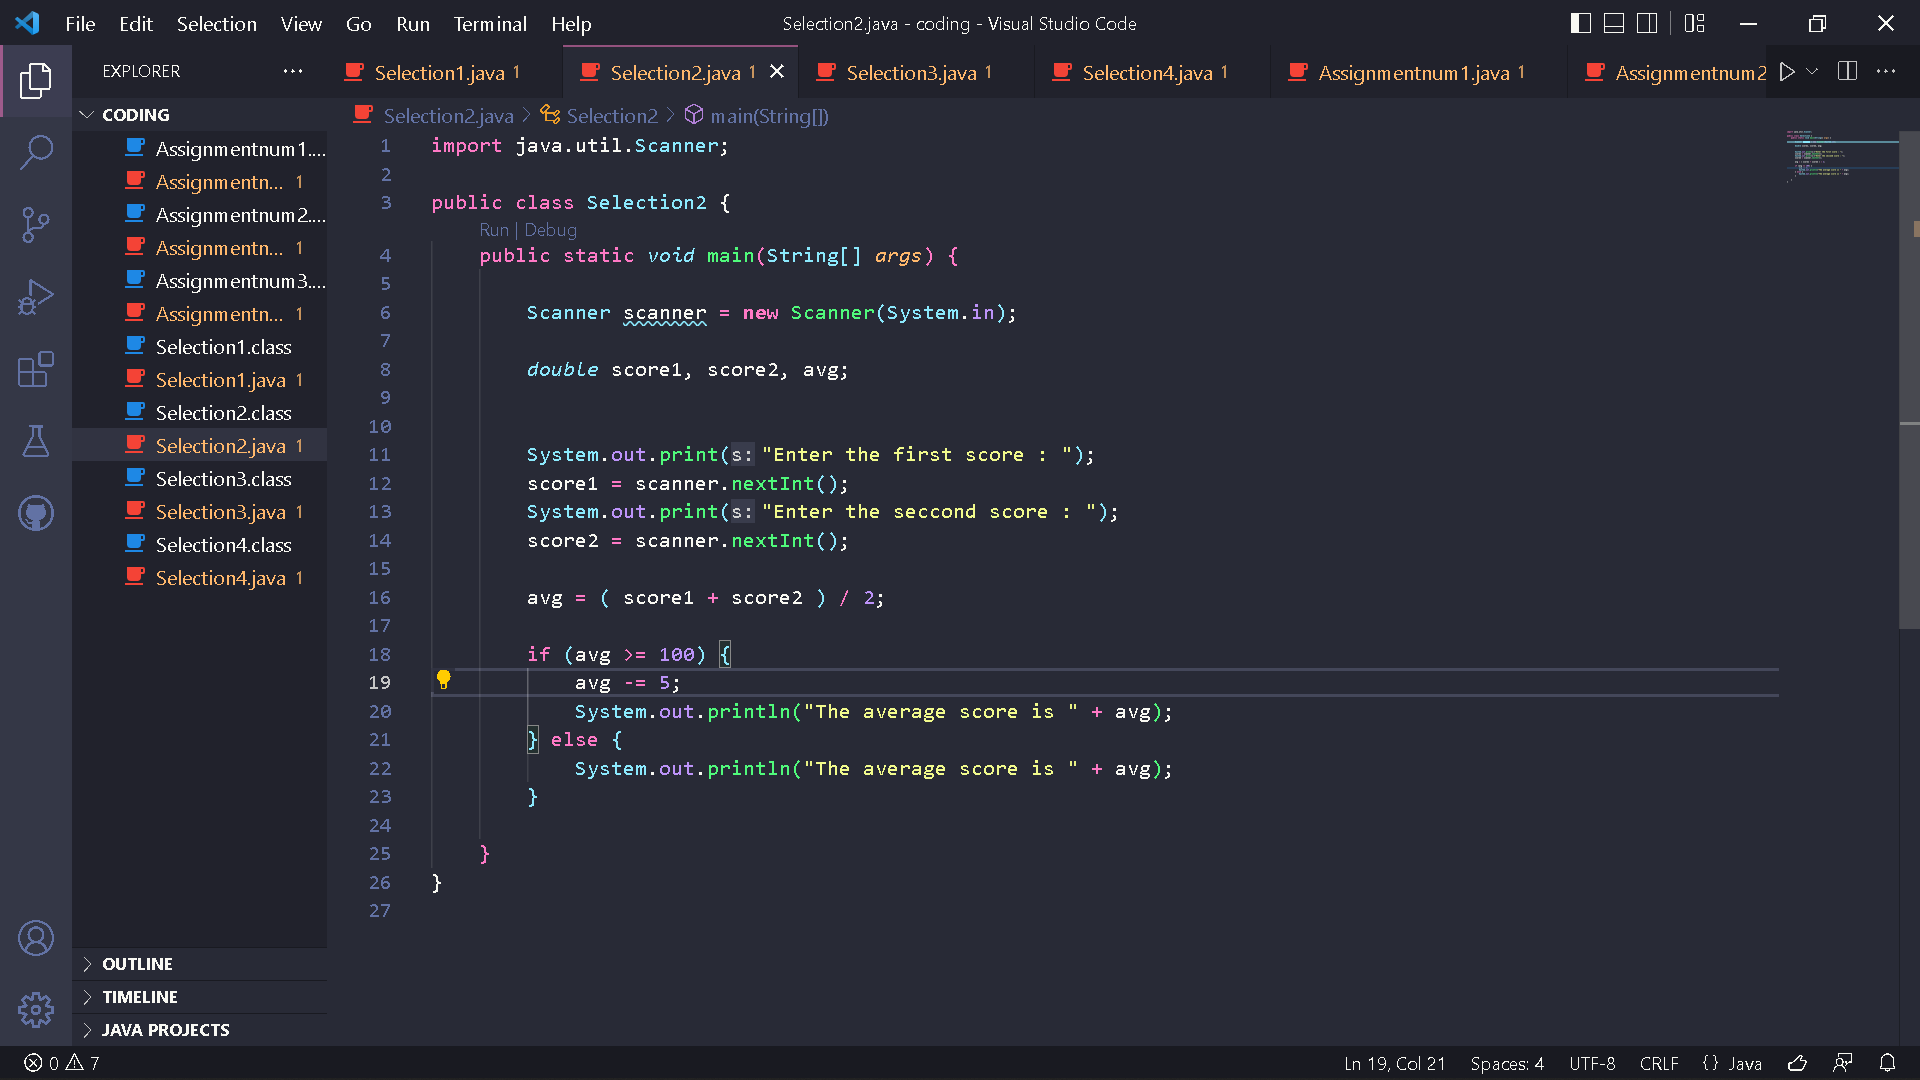 File Edit Selection View Go Run Terminal Help
Selection2.java - coding - Visual Studio Code
EXPLORER
Selection1.java 1
Selection2.java 1
Selection3.java 1
Selection4.java 1
Assignmentnum1.java 1
Assignmentnum2
CODING
Assignmentnum1....
Assignmentn... 1
Assignmentnum2....
Assignmentn... 1
Assignmentnum3....
Assignmentn... 1
Selection1.class
Selection1.java 1
Selection2.class
Selection2.java 1
Selection3.class
Selection3.java 1
Selection4.class
Selection4.java 1
OUTLINE
TIMELINE
JAVA PROJECTS
Selection2.java > Selection2 > main(String[])
1 import java.util.Scanner;
2
3 public class Selection2 {
Run | Debug
4 public static void main(String[] args) {
5
6 Scanner scanner = new Scanner(System.in);
7
8 double score1, score2, avg;
9
10
11 System.out.print(s: "Enter the first score : ");
12 score1 = scanner.nextInt();
13 System.out.print(s: "Enter the seccond score : ");
14 score2 = scanner.nextInt();
15
16 avg = ( score1 + score2 ) / 2;
17
18 if (avg >= 100) {
19 avg -= 5;
20 System.out.println("The average score is " + avg);
21 } else {
22 System.out.println("The average score is " + avg);
23 }
24
25 }
26 }
27
0 7
Ln 19, Col 21 Spaces: 4 UTF-8 CRLF {} Java